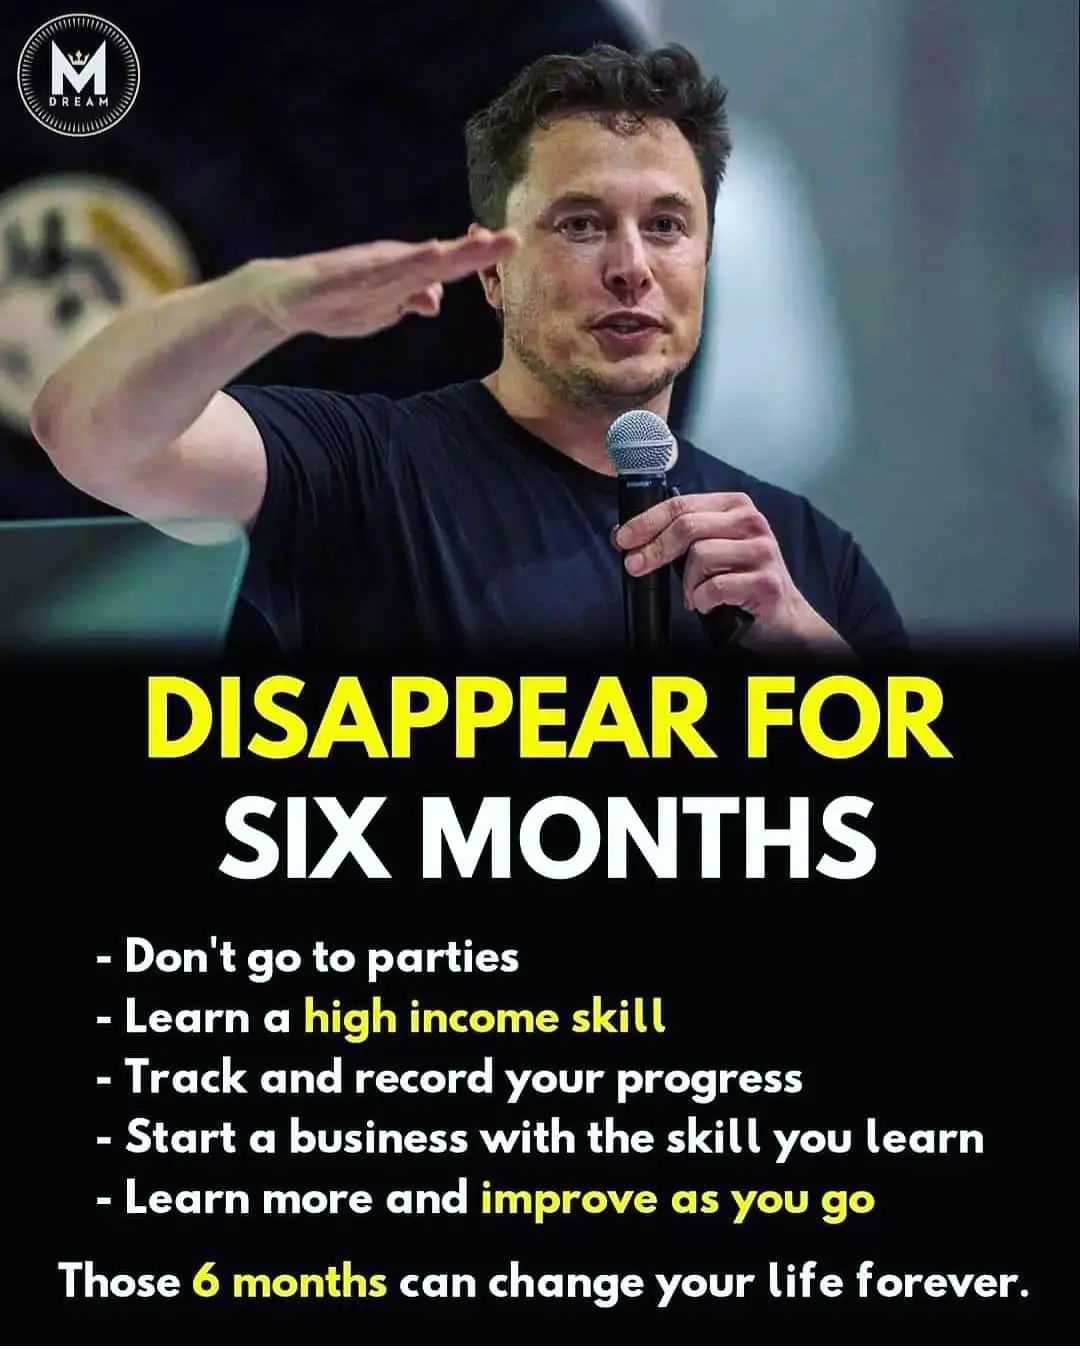 M
DREAM
DISAPPEAR FOR
SIX MONTHS
- Don't go to parties
- Learn a high income skill
- Track and record your progress
- Start a business with the skill you learn
- Learn more and improve as you go
Those 6 months can change your life forever.